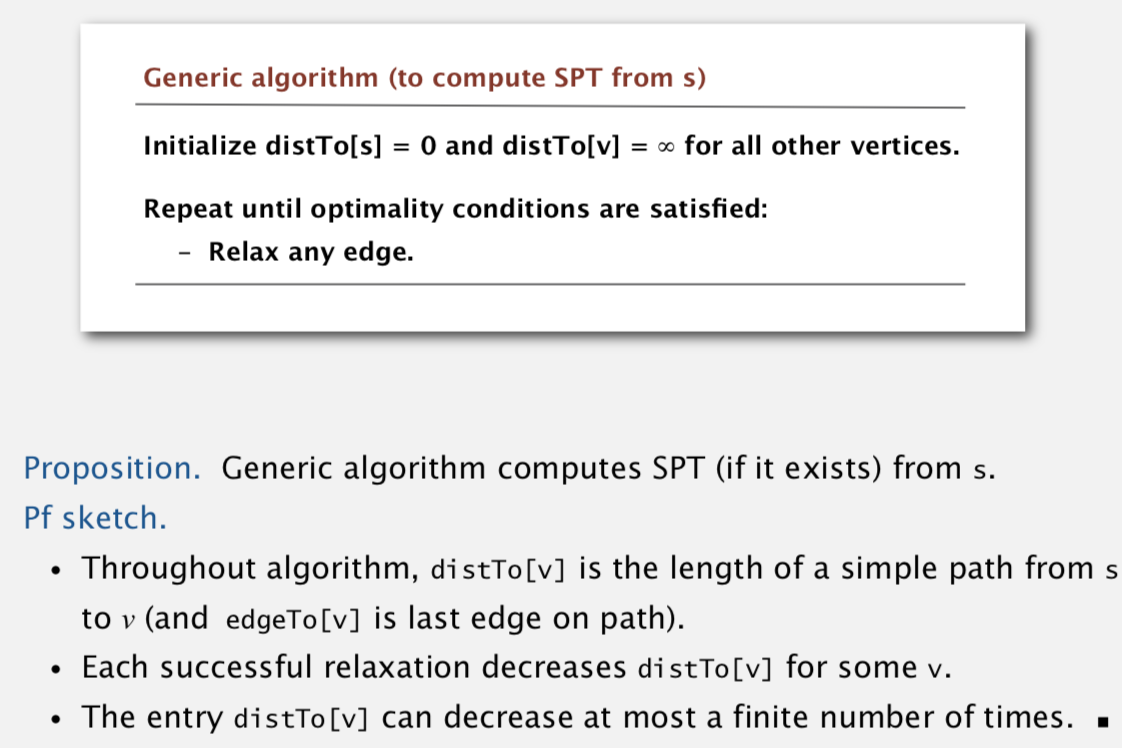 Generic algorithm (to compute SPT from s)
Initialize distTo[s] = 0 and distTo[v] = ∞ for all other vertices.
Repeat until optimality conditions are satisfied:
– Relax any edge.
Proposition. Generic algorithm computes SPT (if it exists) from s.
Pf sketch.
• Throughout algorithm, distTo[v] is the length of a simple path from s
to v (and edgeTo[v] is last edge on path).
• Each successful relaxation decreases distTo[v] for some v.
• The entry distTo[v] can decrease at most a finite number of times. ■